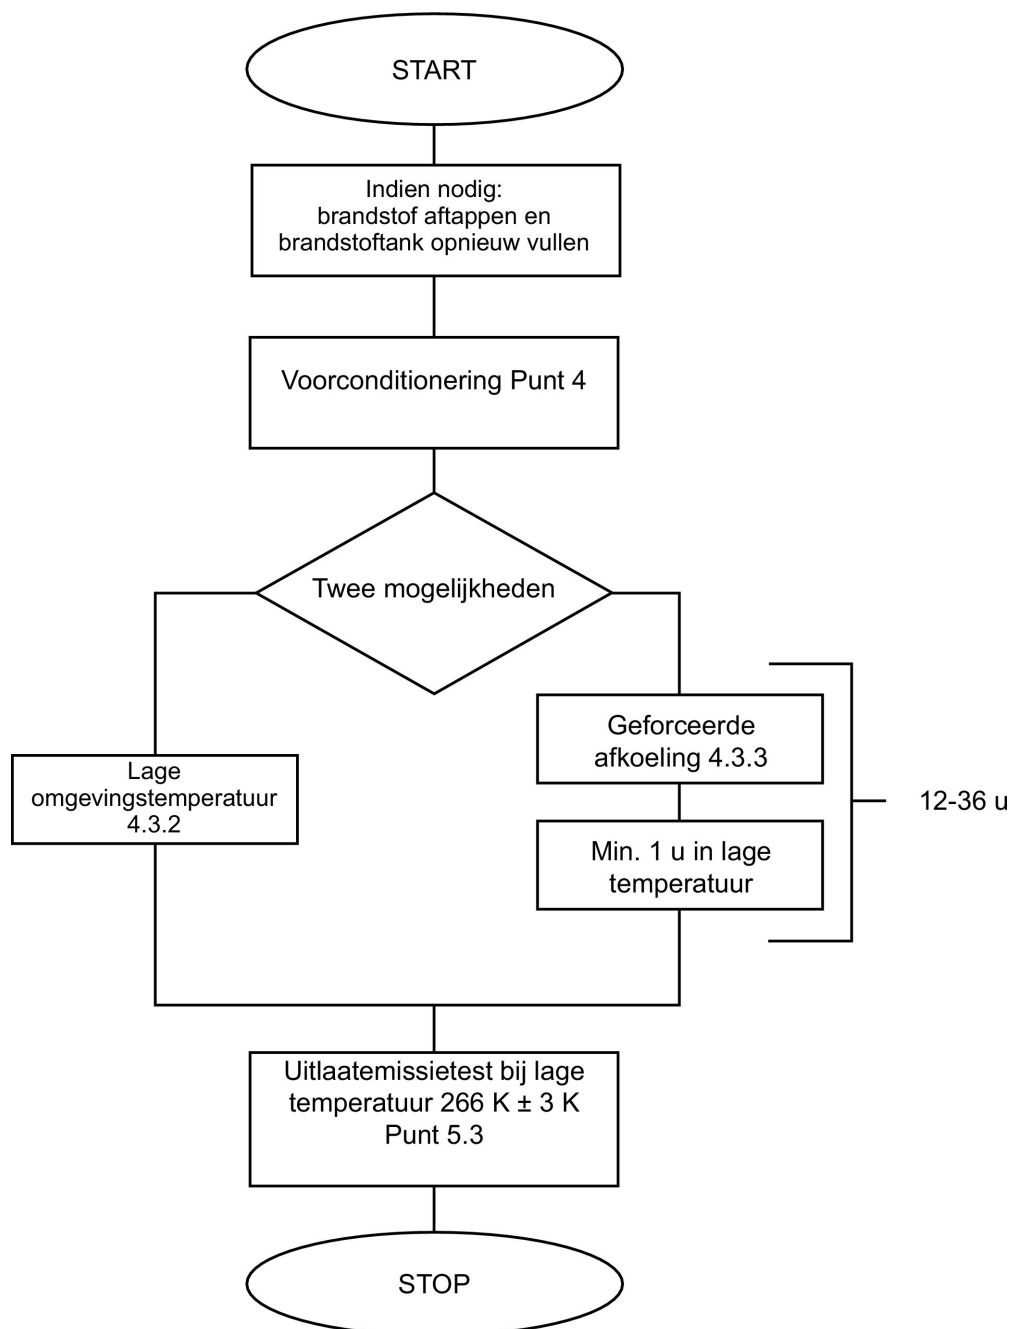 START
Indien nodig:
brandstof aftappen en
brandstoftank opnieuw vullen
Voorconditionering Punt 4
Twee mogelijkheden
Lage
omgevingstemperatuur
4.3.2
Geforceerde
afkoeling 4.3.3
Min. 1 u in lage
temperatuur
12-36 u
Uitlaatemissietest bij lage
temperatuur 266 K ± 3 K
Punt 5.3
STOP